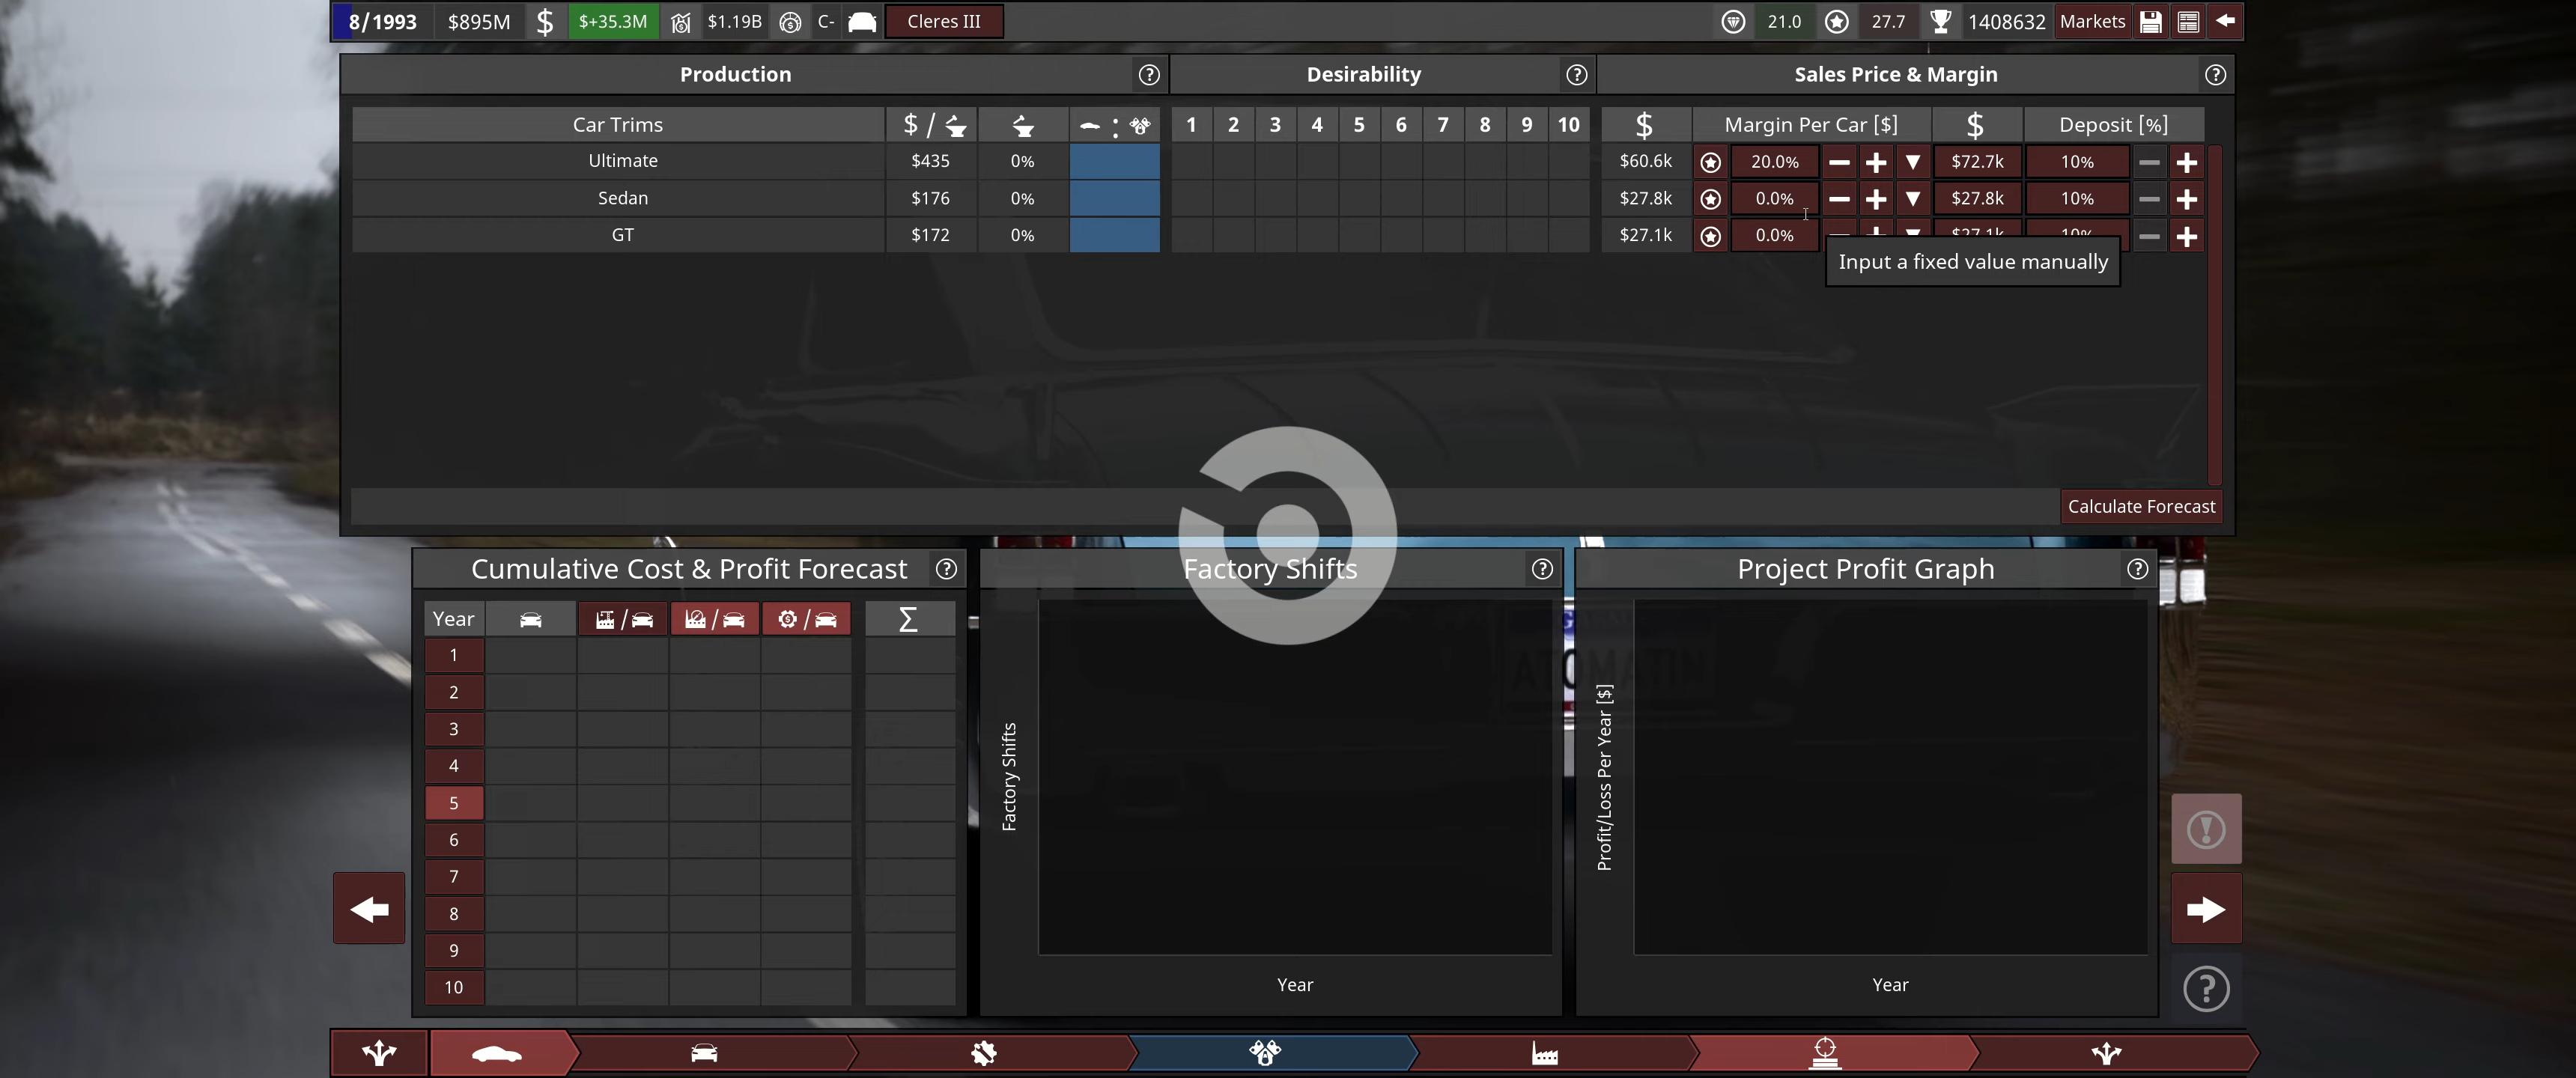 8/1993 $895M $ $+35.3M $1.19B C- Cleres III 21.0 27.7 1408632 Markets
Production ? Desirability ? Sales Price & Margin ?
Car Trims $ / : 1 2 3 4 5 6 7 8 9 10 $ Margin Per Car [$] $ Deposit [%]
Ultimate $435 0% $60.6k 20.0% $72.7k 10%
Sedan $176 0% $27.8k 0.0% $27.8k 10%
GT $172 0% $27.1k 0.0% $27.1k 10%
Input a fixed value manually
Calculate Forecast
Cumulative Cost & Profit Forecast ?
Year / / / Σ
1
2
3
4
5
6
7
8
9
10
Factory Shifts ?
Factory Shifts
Year
Project Profit Graph ?
Profit/Loss Per Year [$]
Year
?